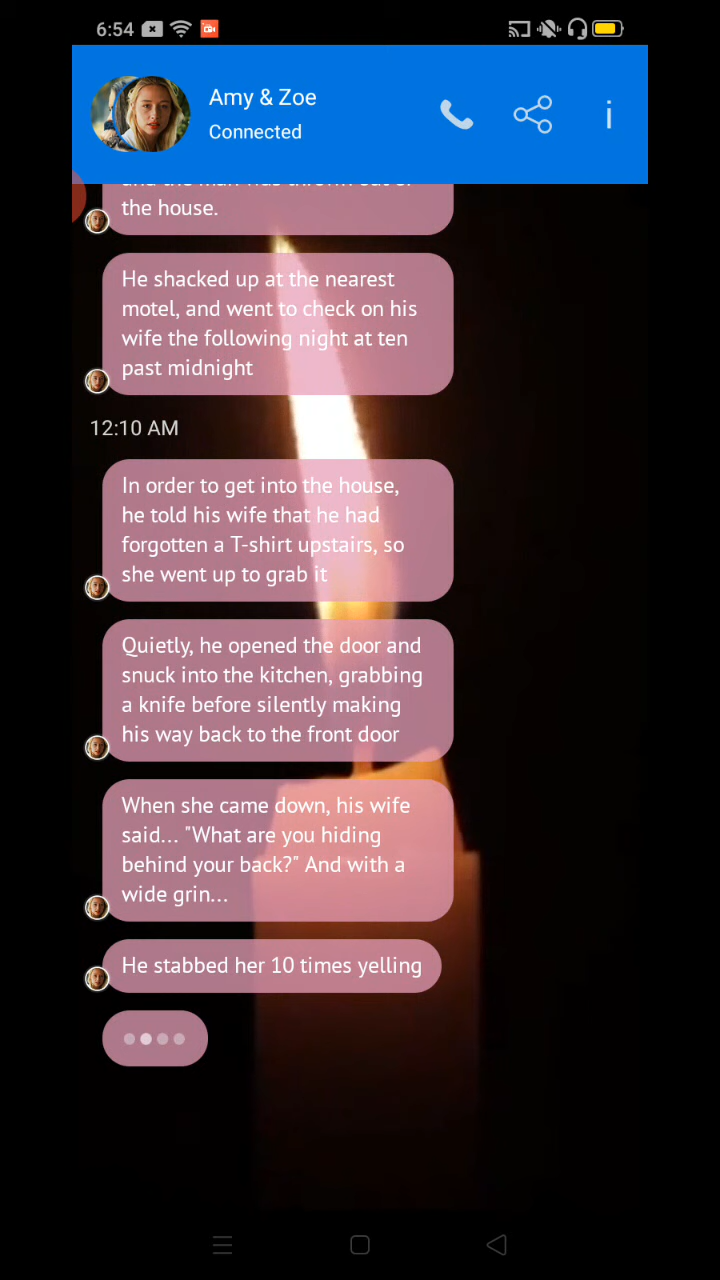 6:54
Amy & Zoe
Connected
the house.
He shacked up at the nearest
motel, and went to check on his
wife the following night at ten
past midnight
12:10 AM
In order to get into the house,
he told his wife that he had
forgotten a T-shirt upstairs, so
she went up to grab it
Quietly, he opened the door and
snuck into the kitchen, grabbing
a knife before silently making
his way back to the front door
When she came down, his wife
said... "What are you hiding
behind your back?" And with a
wide grin...
He stabbed her 10 times yelling